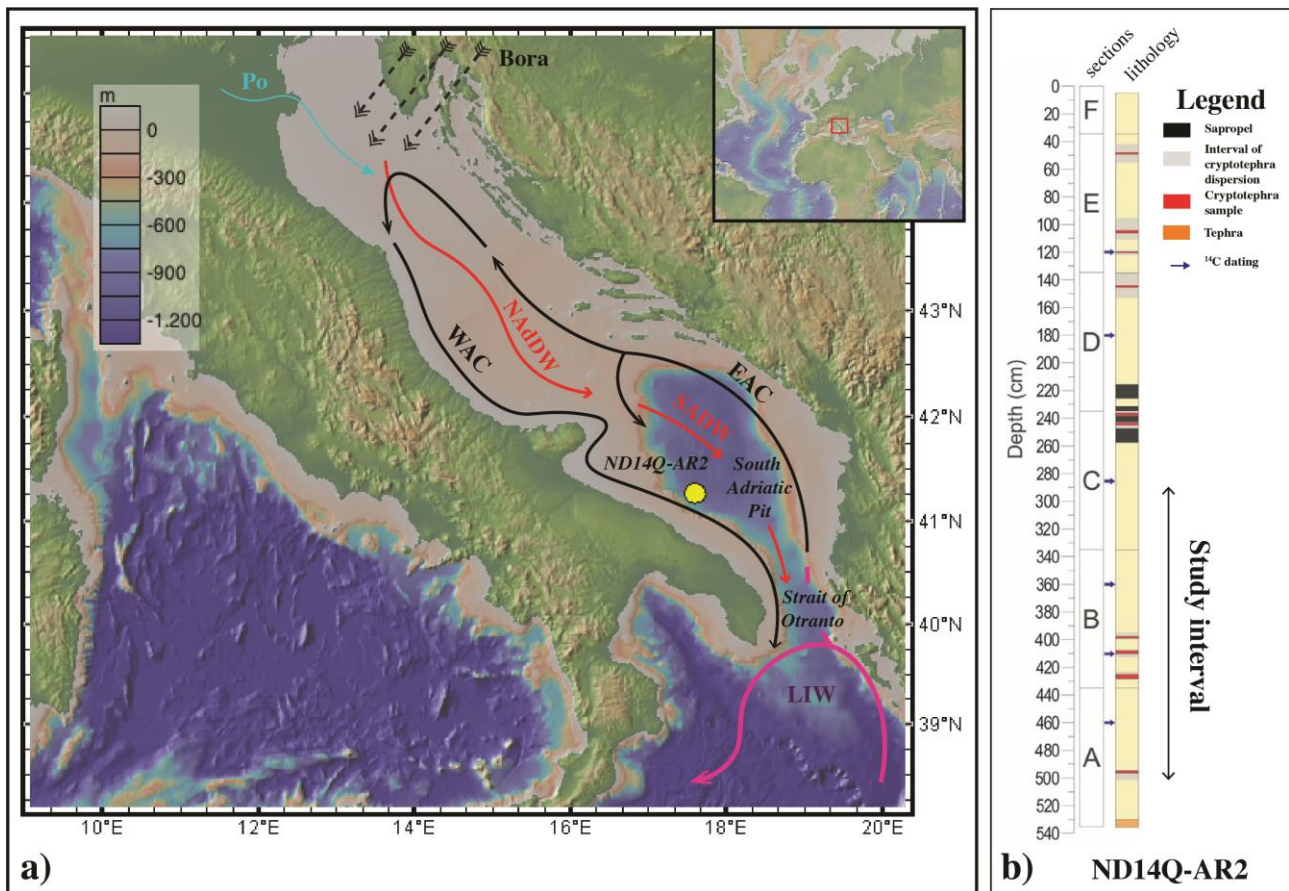 Po
Bora
m
0
-300
-600
-900
-1.200
NAdDW
WAC
EAC
SADW
ND14Q-AR2
South
Adriatic
Pit
Strait of
Otranto
LIW
43°N
42°N
41°N
40°N
39°N
10°E
12°E
14°E
16°E
18°E
20°E
a)
sections
lithology
Depth (cm)
0
20
40
60
80
100
120
140
160
180
200
220
240
260
280
300
320
340
360
380
400
420
440
460
480
500
520
540
F
E
D
C
B
A
Legend
Sapropel
Interval of
cryptotephra
dispersion
Cryptotephra
sample
Tephra
¹⁴C dating
Study interval
b)
ND14Q-AR2